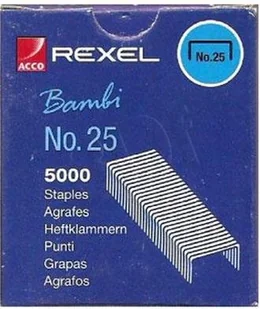 ACCO
REXEL
No.25
Bambi
No. 25
5000
Staples
Agrafes
Heftklammern
Punti
Grapas
Agrafos